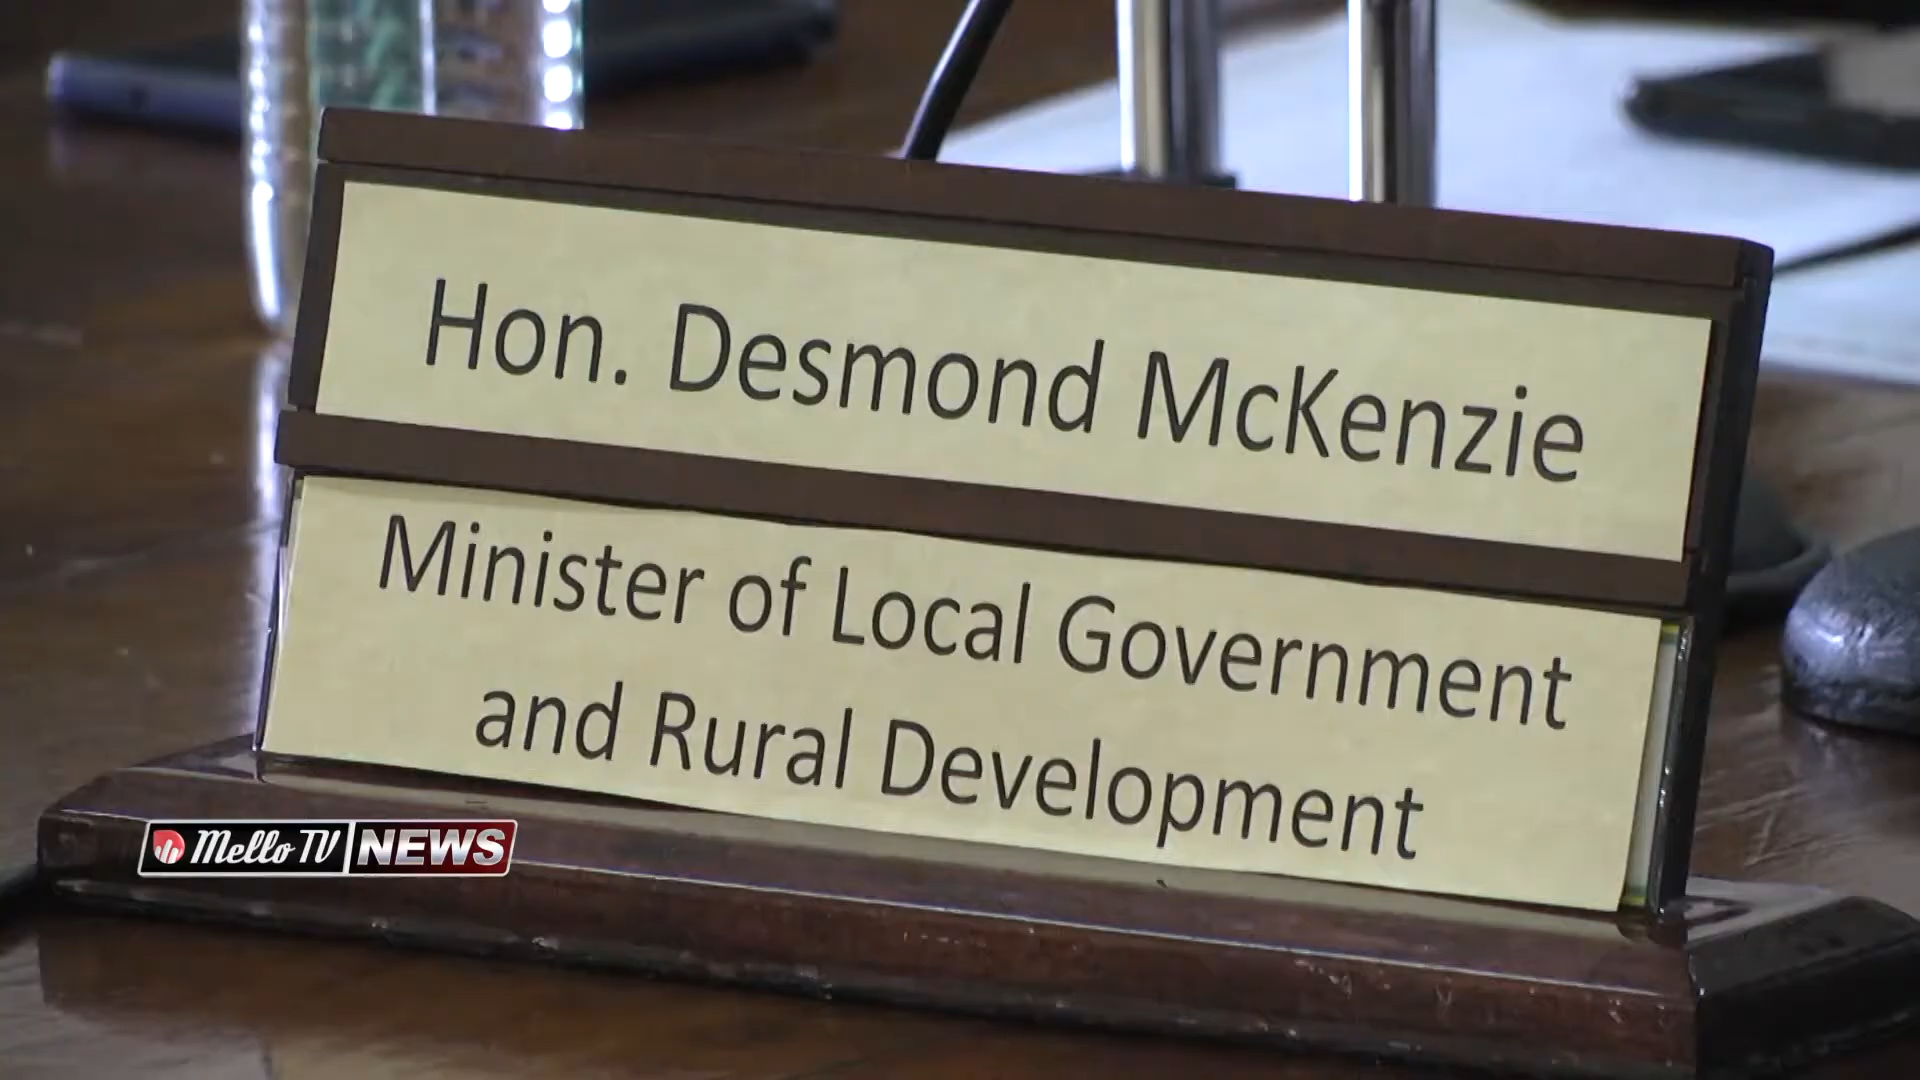 Hon. Desmond McKenzie
Minister of Local Government
and Rural Development
Mello TV NEWS